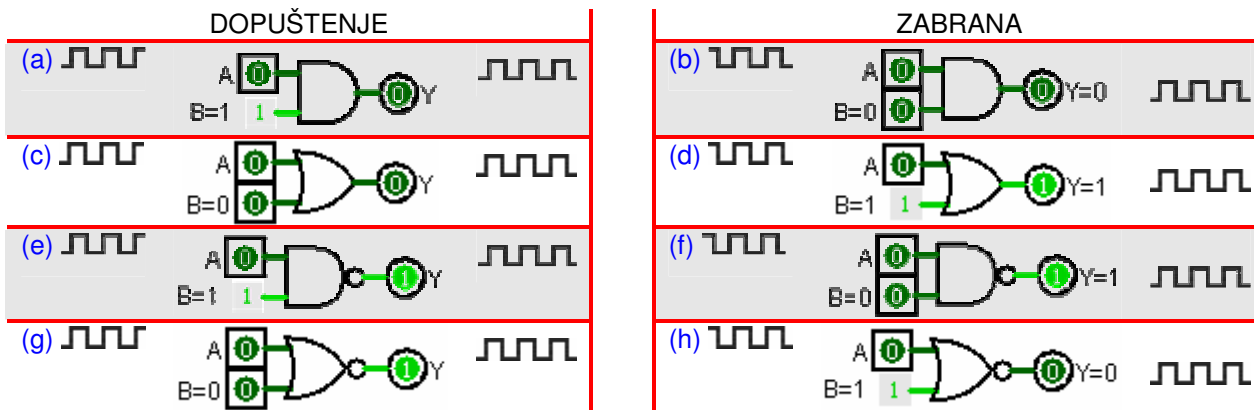 DOPUŠTENJE
ZABRANA
(a) A 0 B=1 1 0 Y
(b) A 0 B=0 0 0 Y=0
(c) A 0 B=0 0 0 Y
(d) A 0 B=1 1 1 Y=1
(e) A 0 B=1 1 1 Y
(f) A 0 B=0 0 1 Y=1
(g) A 0 B=0 0 1 Y
(h) A 0 B=1 1 0 Y=0